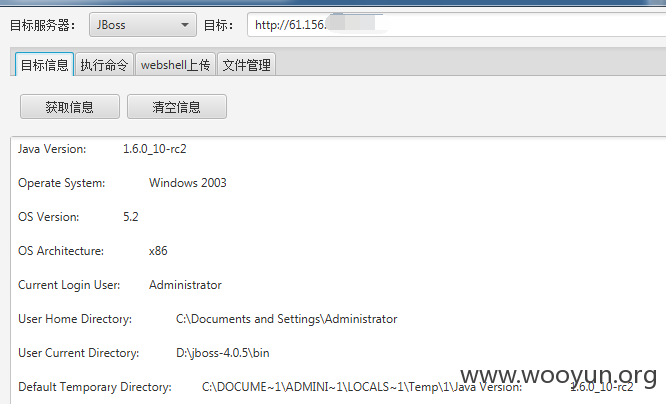 目标服务器： JBoss 目标： http://61.156.
目标信息 执行命令 webshell上传 文件管理
获取信息 清空信息
Java Version: 1.6.0_10-rc2
Operate System: Windows 2003
OS Version: 5.2
OS Architecture: x86
Current Login User: Administrator
User Home Directory: C:\Documents and Settings\Administrator
User Current Directory: D:\jboss-4.0.5\bin
Default Temporary Directory: C:\DOCUME~1\ADMINI~1\LOCALS~1\Temp\1\Java Version: 1.6.0_10-rc2
www.wooyun.org